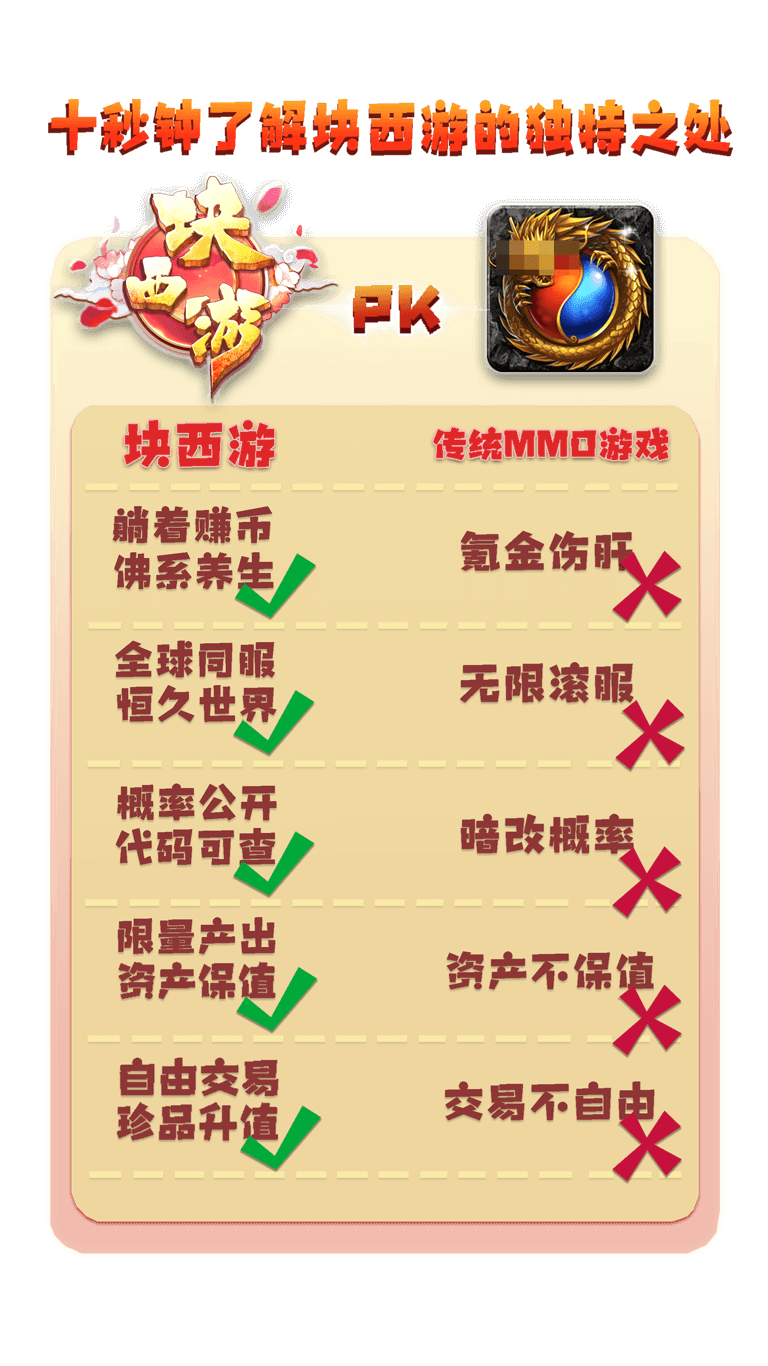 十秒钟了解块西游的独特之处
块
西
游
PK
块西游
传统MMO游戏
躺着赚币
佛系养生
氪金伤肝
全球同服
恒久世界
无限滚服
概率公开
代码可查
暗改概率
限量产出
资产保值
资产不保值
自由交易
珍品升值
交易不自由